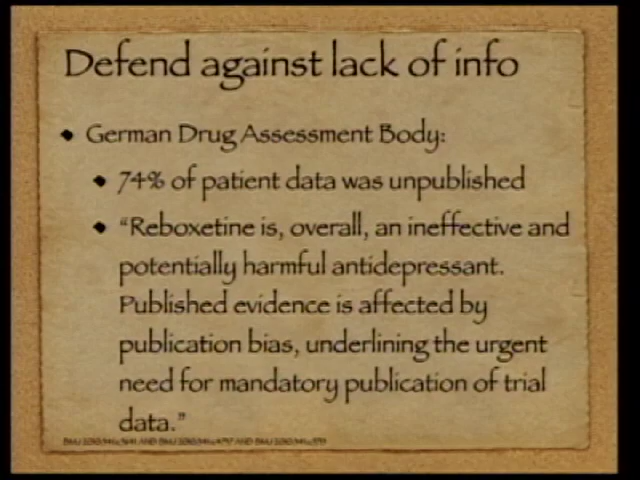 Defend against lack of info
• German Drug Assessment Body:
• 74% of patient data was unpublished
• “Reboxetine is, overall, an ineffective and
potentially harmful antidepressant.
Published evidence is affected by
publication bias, underlining the urgent
need for mandatory publication of trial
data.”